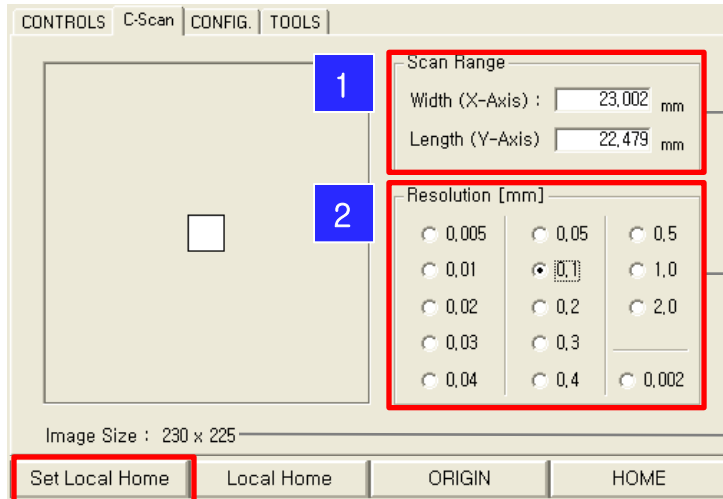 CONTROLS C-Scan CONFIG. TOOLS
1
Scan Range
Width (X-Axis) : 23,002 mm
Length (Y-Axis) 22,479 mm
2
Resolution [mm]
0,005 0,05 0,5
0,01 0,1 1,0
0,02 0,2 2,0
0,03 0,3
0,04 0,4 0,002
Image Size : 230 x 225
Set Local Home Local Home ORIGIN HOME